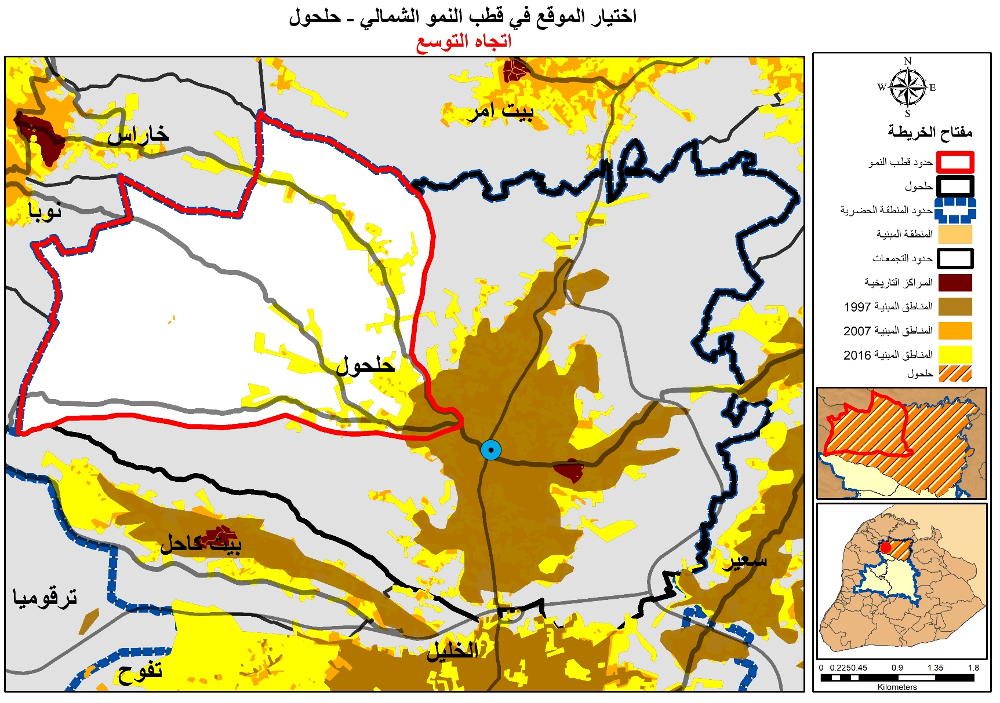 اختيار الموقع في قطب النمو الشمالي - حلحول
اتجاه التوسع
بيت امر
خاراس
نوبا
حلحول
بيت كاحل
سعير
ترقوميا
الخليل
تفوح
N
W E
S
مفتاح الخريطة
حدود قطب النمو
حلحول
حدود المنطقة الحضرية
المنطقة المبنية
حدود التجمعات
المراكز التاريخية
المناطق المبنية 1997
المناطق المبنية 2007
المناطق المبنية 2016
حلحول
0 0.225 0.45 0.9 1.35 1.8
Kilometers